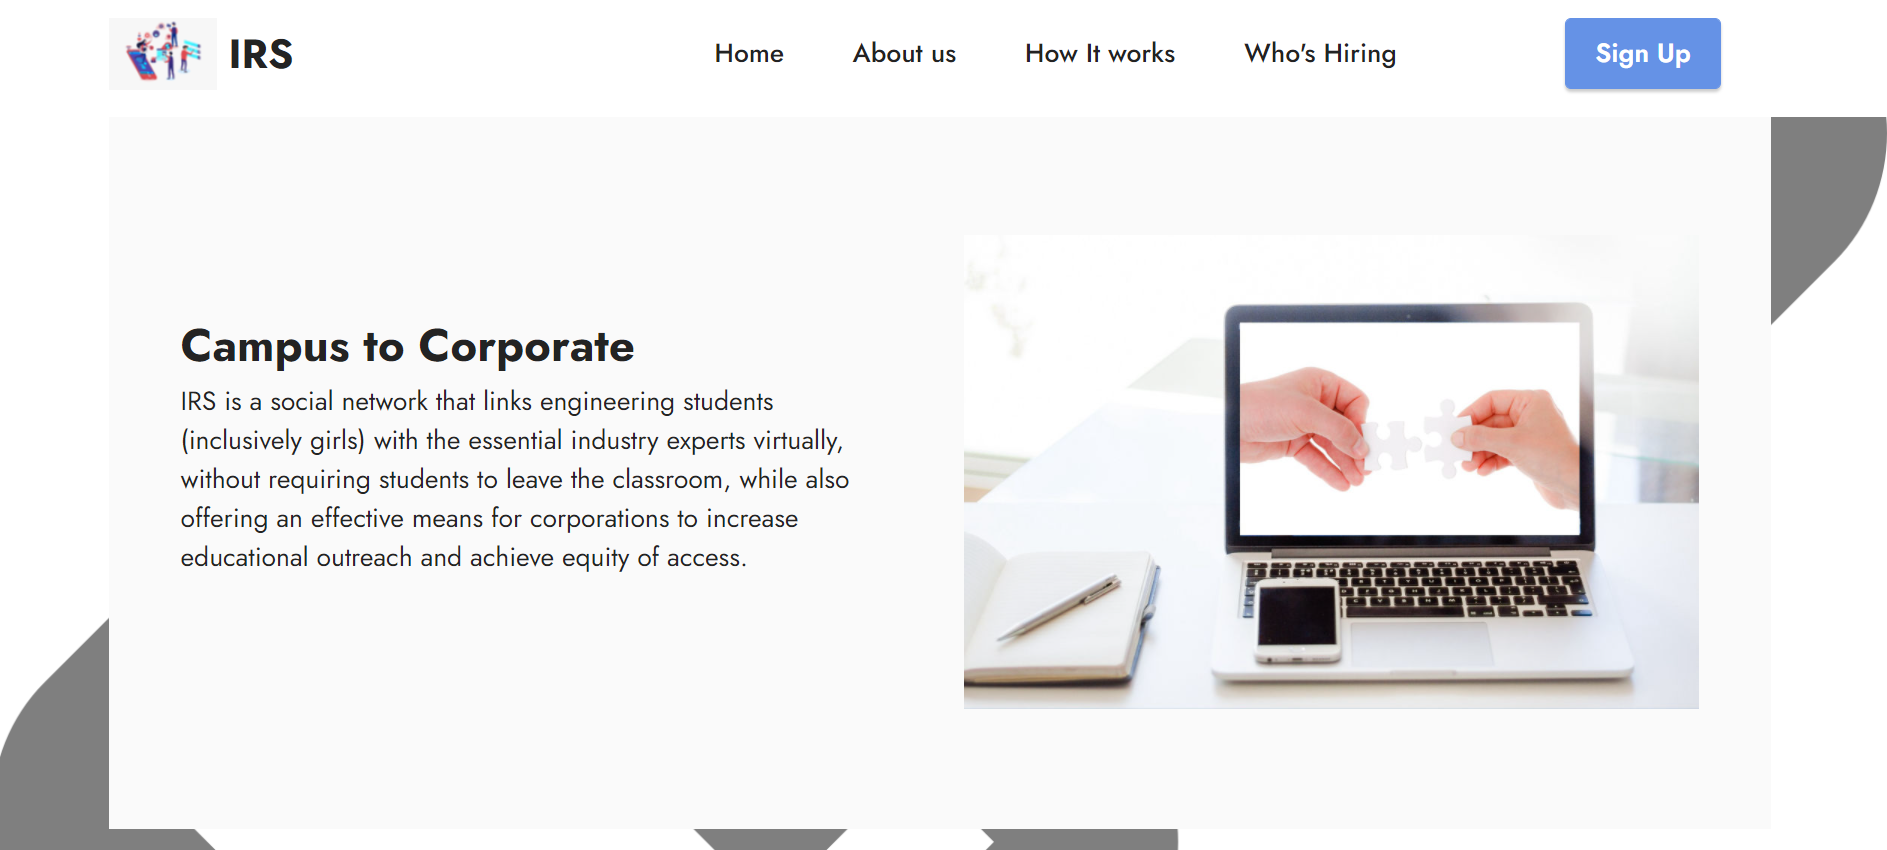 IRS
Home
About us
How It works
Who's Hiring
Sign Up
Campus to Corporate
IRS is a social network that links engineering students
(inclusively girls) with the essential industry experts virtually,
without requiring students to leave the classroom, while also
offering an effective means for corporations to increase
educational outreach and achieve equity of access.